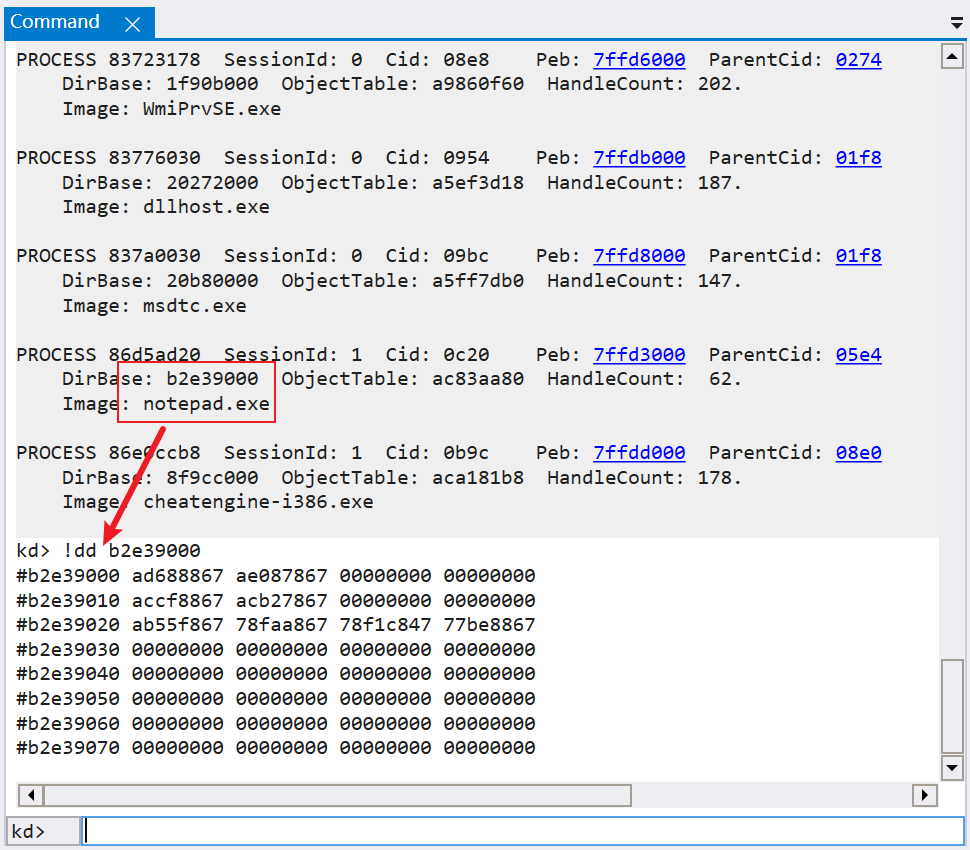 Command
PROCESS 83723178  SessionId: 0  Cid: 08e8    Peb: 7ffd6000  ParentCid: 0274
    DirBase: 1f90b000  ObjectTable: a9860f60  HandleCount: 202.
    Image: WmiPrvSE.exe
PROCESS 83776030  SessionId: 0  Cid: 0954    Peb: 7ffdb000  ParentCid: 01f8
    DirBase: 20272000  ObjectTable: a5ef3d18  HandleCount: 187.
    Image: dllhost.exe
PROCESS 837a0030  SessionId: 0  Cid: 09bc    Peb: 7ffd8000  ParentCid: 01f8
    DirBase: 20b80000  ObjectTable: a5ff7db0  HandleCount: 147.
    Image: msdtc.exe
PROCESS 86d5ad20  SessionId: 1  Cid: 0c20    Peb: 7ffd3000  ParentCid: 05e4
    DirBase: b2e39000  ObjectTable: ac83aa80  HandleCount:  62.
    Image: notepad.exe
PROCESS 86e0ccb8  SessionId: 1  Cid: 0b9c    Peb: 7ffdd000  ParentCid: 08e0
    DirBase: 8f9cc000  ObjectTable: aca181b8  HandleCount: 178.
    Image: cheatengine-i386.exe
kd> !dd b2e39000
#b2e39000 ad688867 ae087867 00000000 00000000
#b2e39010 accf8867 acb27867 00000000 00000000
#b2e39020 ab55f867 78faa867 78f1c847 77be8867
#b2e39030 00000000 00000000 00000000 00000000
#b2e39040 00000000 00000000 00000000 00000000
#b2e39050 00000000 00000000 00000000 00000000
#b2e39060 00000000 00000000 00000000 00000000
#b2e39070 00000000 00000000 00000000 00000000
kd>